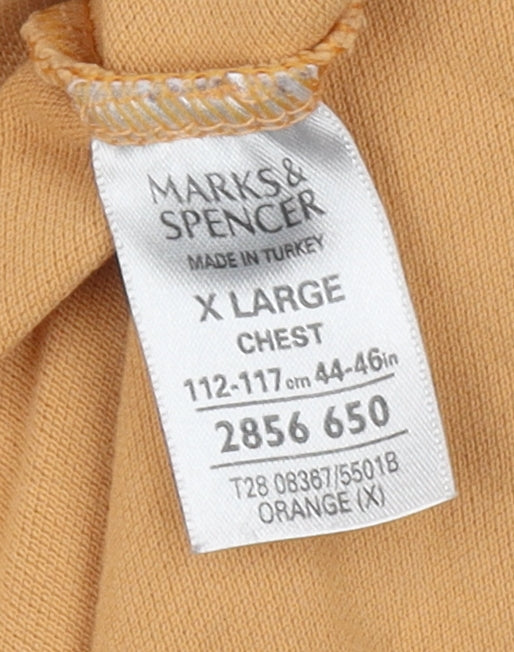 MARKS&
SPENCER
MADE IN TURKEY
X LARGE
CHEST
112-117cm 44-46in
2856 650
T28 08367/5501B
ORANGE (X)